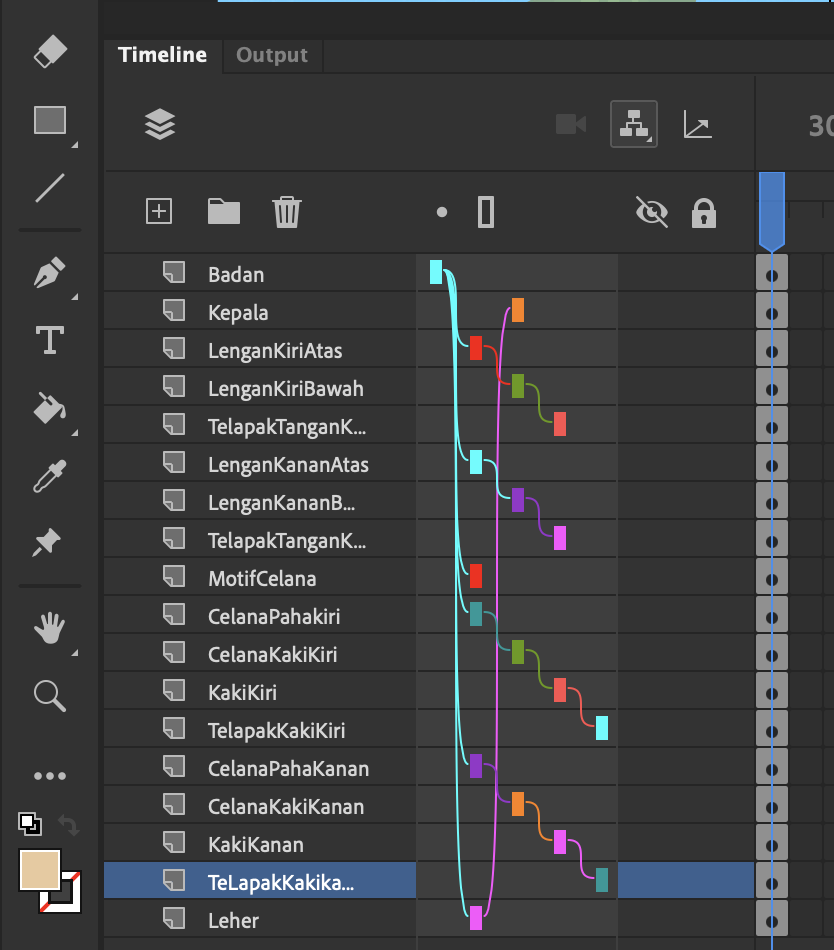 Timeline Output
30
Badan
Kepala
LenganKiriAtas
LenganKiriBawah
TelapakTanganK...
LenganKananAtas
LenganKananB...
TelapakTanganK...
MotifCelana
CelanaPahakiri
CelanaKakiKiri
KakiKiri
TelapakKakiKiri
CelanaPahaKanan
CelanaKakiKanan
KakiKanan
TeLapakKakika...
Leher